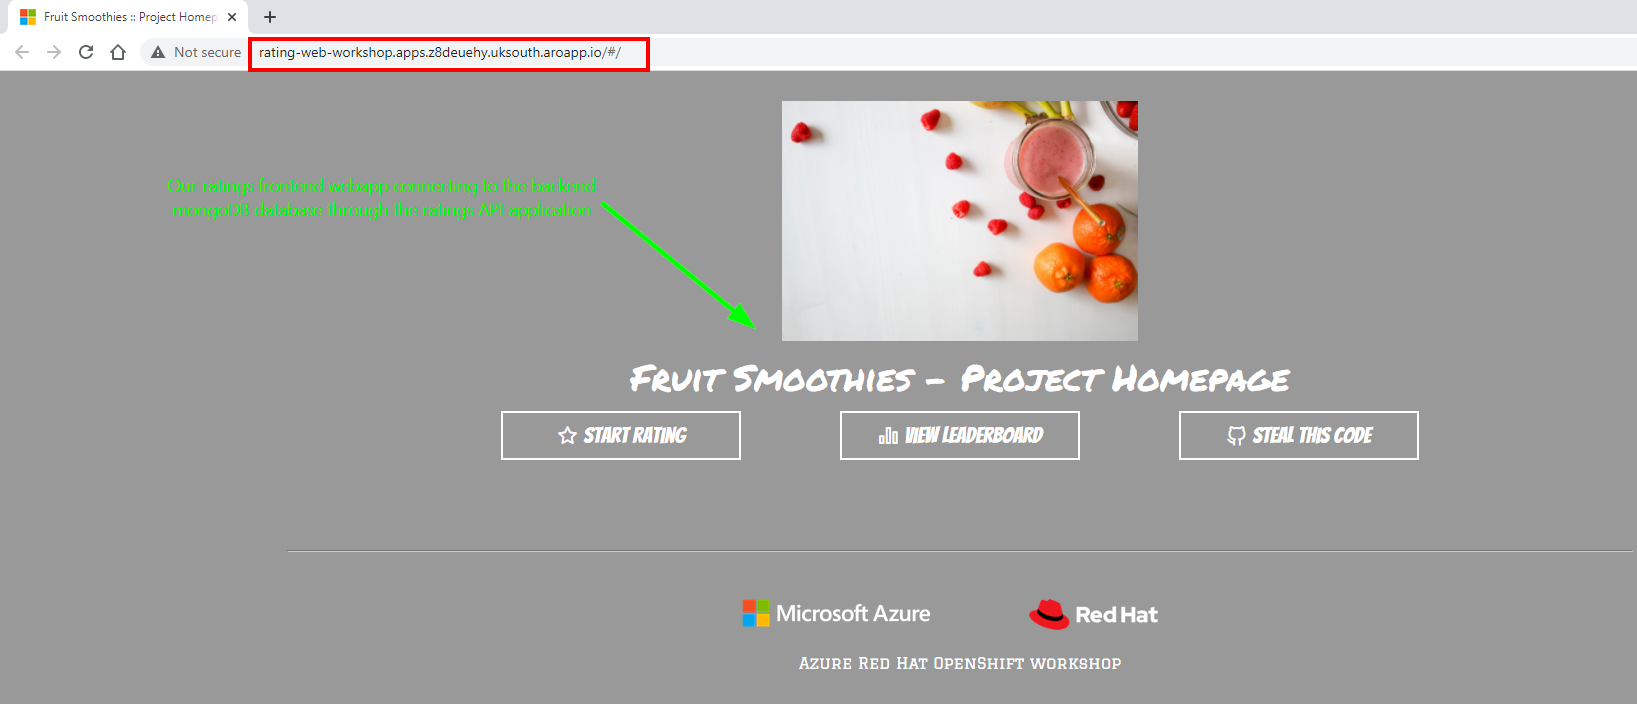 Fruit Smoothies :: Project Homep
Not secure
rating-web-workshop.apps.z8deuehy.uksouth.aroapp.io/#/
Our ratings frontend webapp connecting to the backend
mongoDB database through the ratings API application
Fruit Smoothies - Project Homepage
START RATING
VIEW LEADERBOARD
STEAL THIS CODE
Microsoft Azure
Red Hat
Azure Red Hat OpenShift workshop